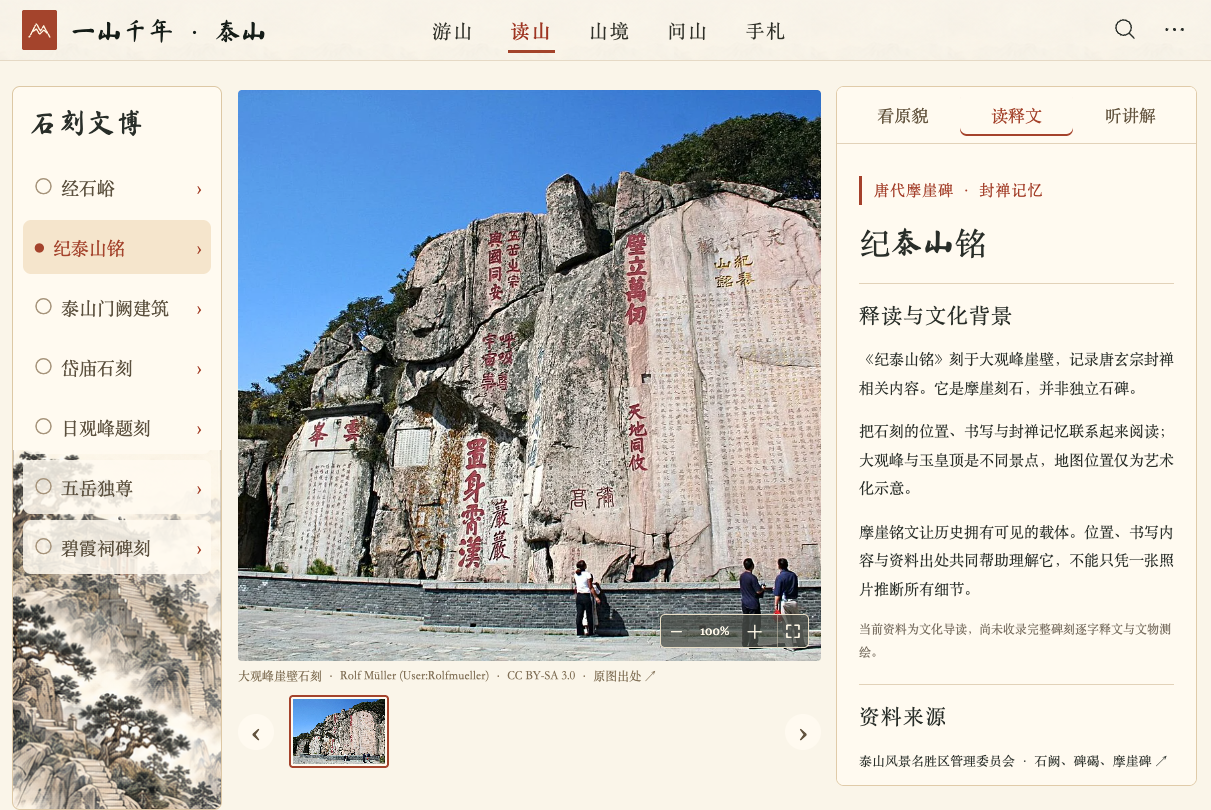 一山千年 · 泰山
游山 读山 山境 问山 手札
石刻文博
经石峪
纪泰山铭
泰山门阙建筑
岱庙石刻
日观峰题刻
五岳独尊
碧霞祠碑刻
置身霄漢
巖巖
壁立萬仞
天地同攸
彌高
雲峯
紀泰山銘
100%
大观峰崖壁石刻 · Rolf Müller (User:Rolfmueller) · CC BY-SA 3.0 · 原图出处 ↗
看原貌 读释文 听讲解
唐代摩崖碑 · 封禅记忆
纪泰山铭
释读与文化背景
《纪泰山铭》刻于大观峰崖壁，记录唐玄宗封禅
相关内容。它是摩崖刻石，并非独立石碑。
把石刻的位置、书写与封禅记忆联系起来阅读；
大观峰与玉皇顶是不同景点，地图位置仅为艺术
化示意。
摩崖铭文让历史拥有可见的载体。位置、书写内
容与资料出处共同帮助理解它，不能只凭一张照
片推断所有细节。
当前资料为文化导读，尚未收录完整碑刻逐字释文与文物测
绘。
资料来源
泰山风景名胜区管理委员会 · 石阙、碑碣、摩崖碑 ↗